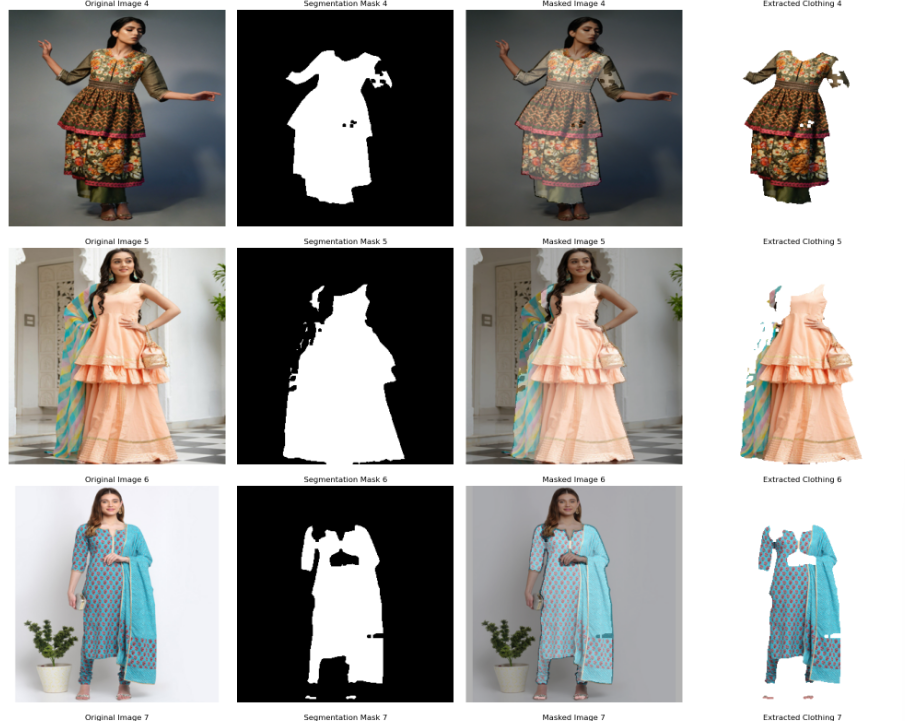 Original Image 4 Segmentation Mask 4 Masked Image 4 Extracted Clothing 4
Original Image 5 Segmentation Mask 5 Masked Image 5 Extracted Clothing 5
Original Image 6 Segmentation Mask 6 Masked Image 6 Extracted Clothing 6
Original Image 7 Segmentation Mask 7 Masked Image 7 Extracted Clothing 7